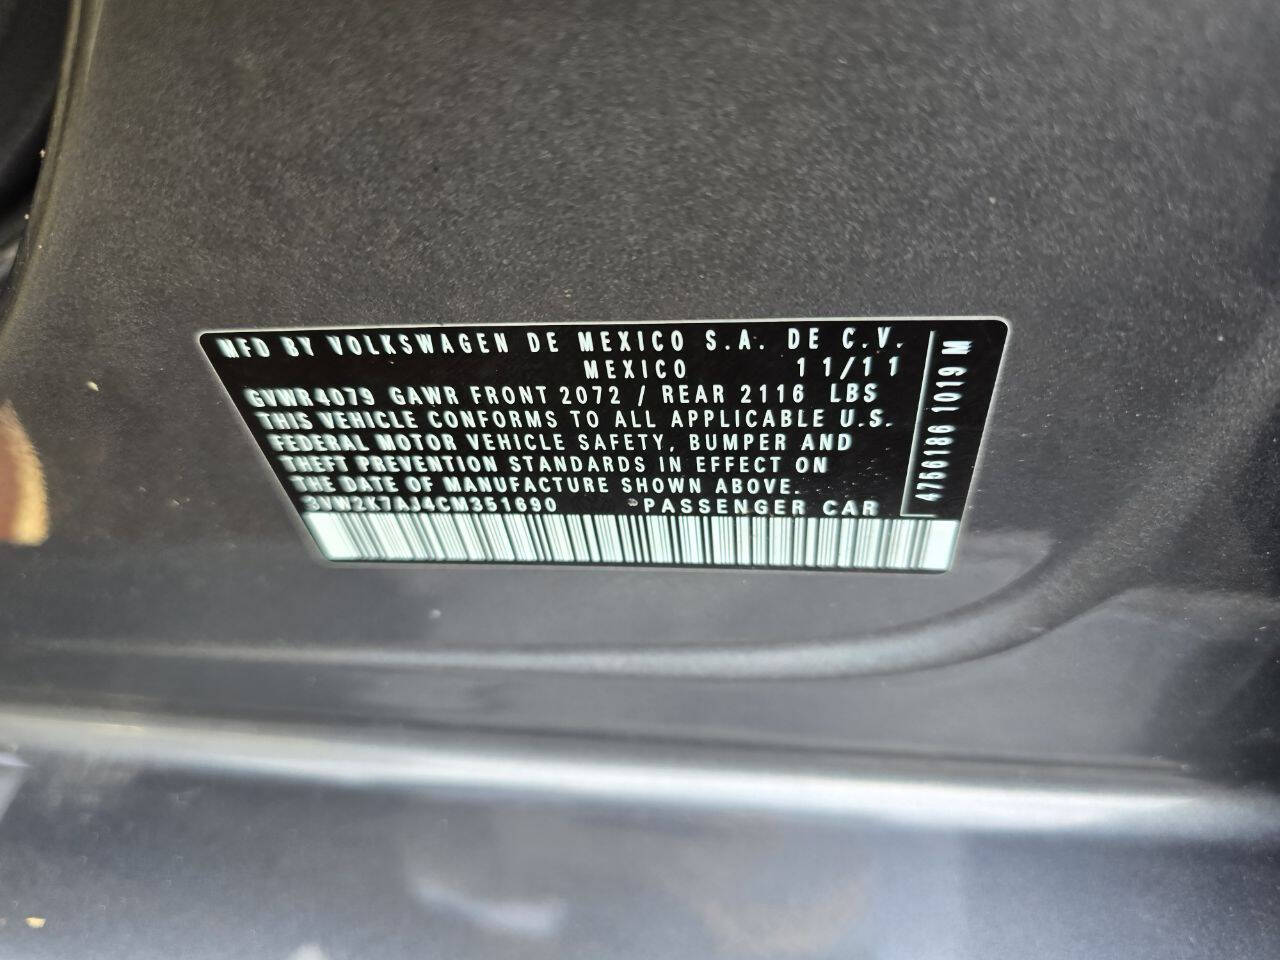 MFD BY VOLKSWAGEN DE MEXICO S.A. DE C.V.
MEXICO 11/11
GVWR4079 GAWR FRONT 2072 / REAR 2116 LBS
THIS VEHICLE CONFORMS TO ALL APPLICABLE U.S.
FEDERAL MOTOR VEHICLE SAFETY, BUMPER AND
THEFT PREVENTION STANDARDS IN EFFECT ON
THE DATE OF MANUFACTURE SHOWN ABOVE.
3VW2K7AJ4CM351690 *PASSENGER CAR
4756186 1019 M